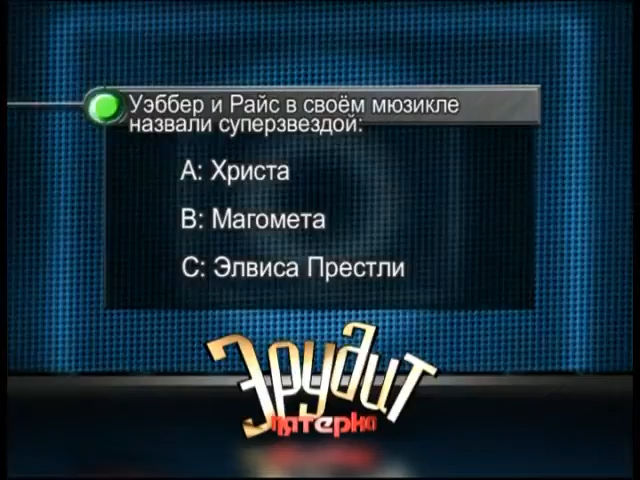 Уэббер и Райс в своём мюзикле
назвали суперзвездой:
A: Христа
B: Магомета
C: Элвиса Престли
Эрудит
пятерка